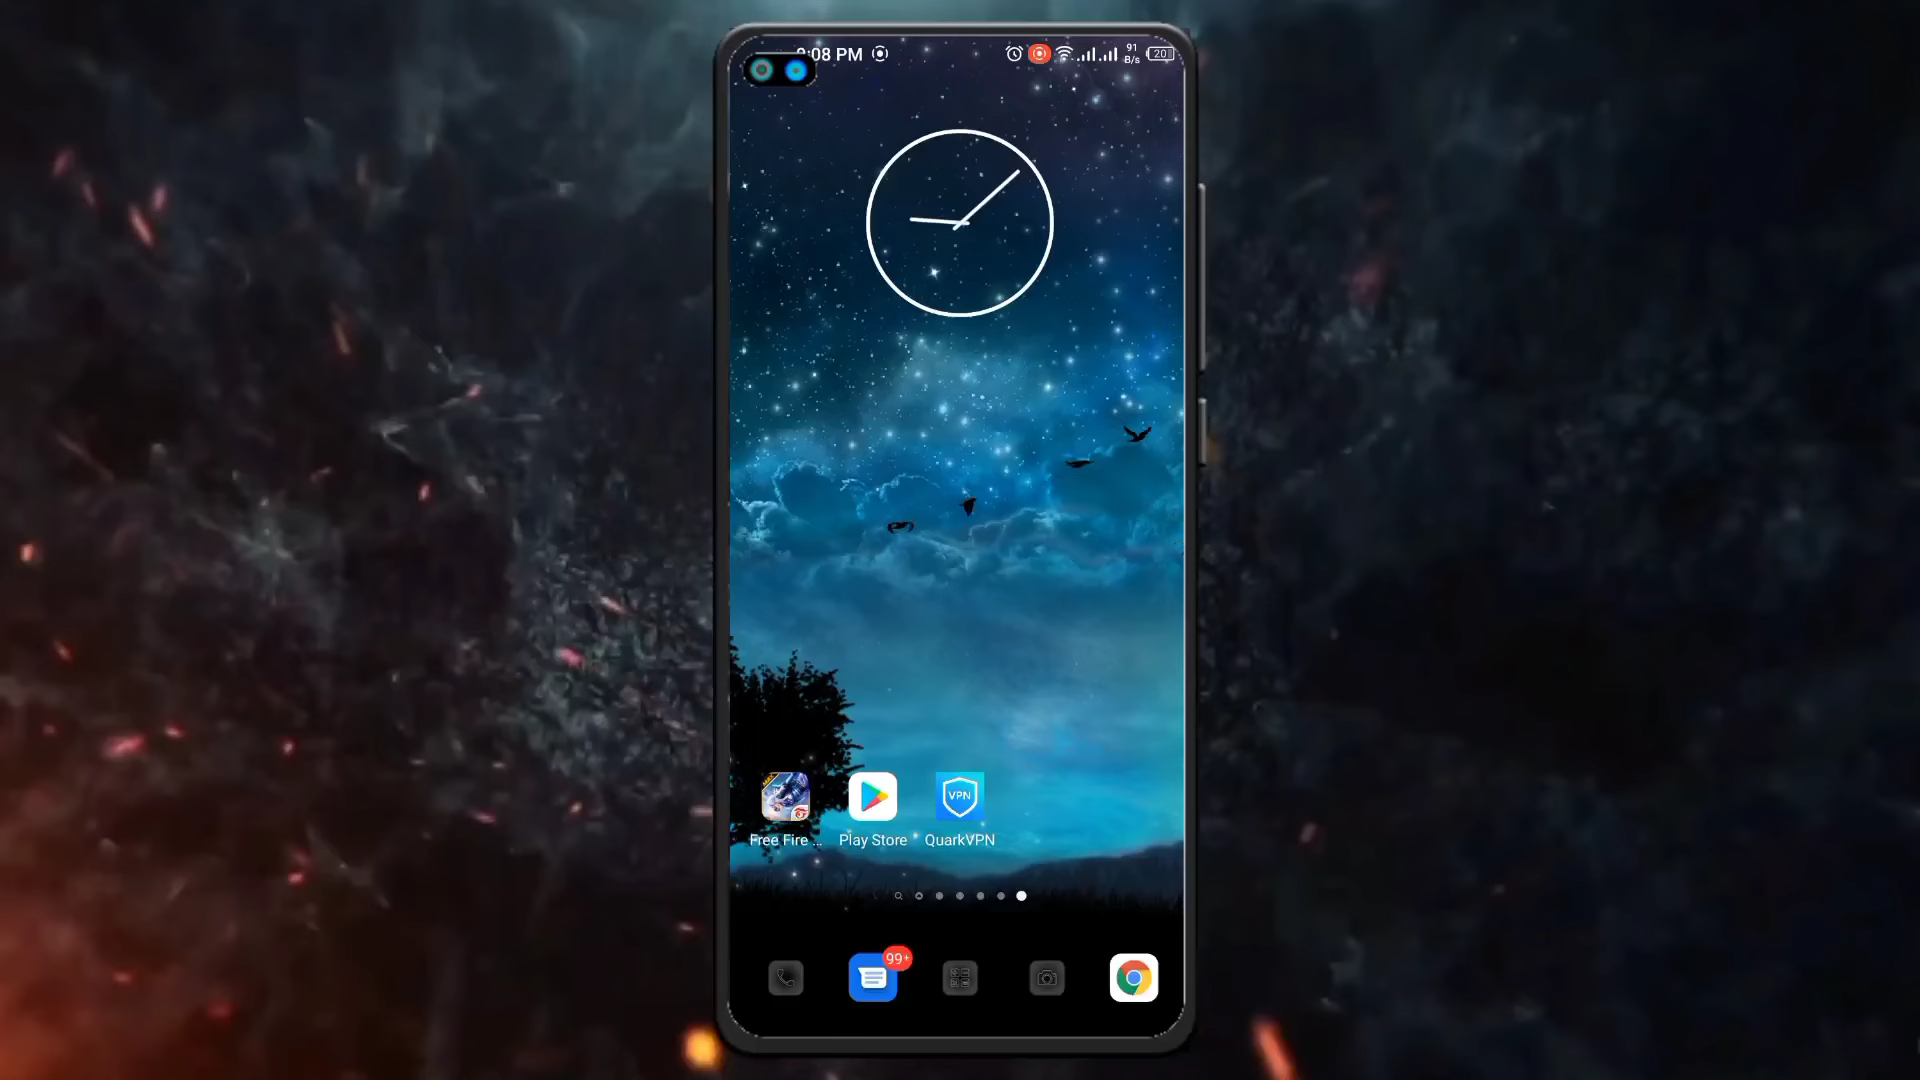 :08 PM
91
B/s
20
VPN
Free Fire ...
Play Store
QuarkVPN
99+